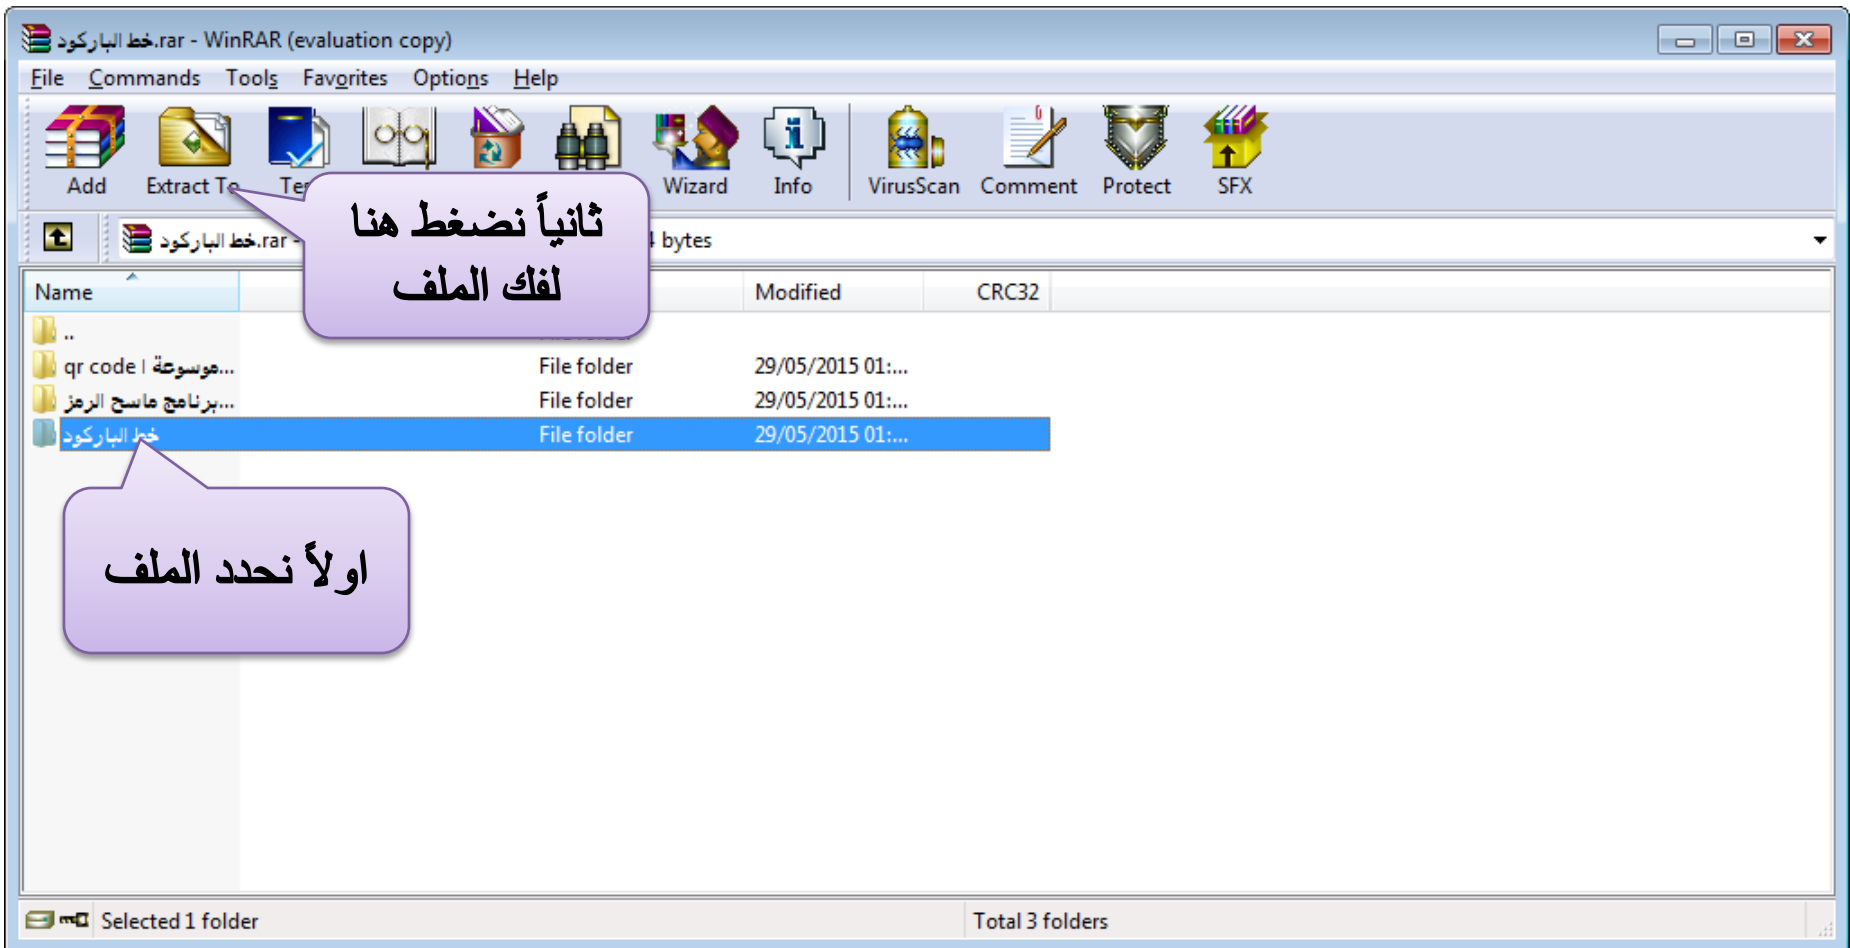 خط الباركود.rar - WinRAR (evaluation copy)
File Commands Tools Favorites Options Help
Add Extract To Wizard Info VirusScan Comment Protect SFX
ثانياً نضغط هنا
لفك الملف
خط الباركود.rar - bytes
Name Modified CRC32
..
qr code موسوعة... File folder 29/05/2015 01:...
برنامج ماسح الرمز... File folder 29/05/2015 01:...
خط الباركود File folder 29/05/2015 01:...
اولاً نحدد الملف
Selected 1 folder Total 3 folders